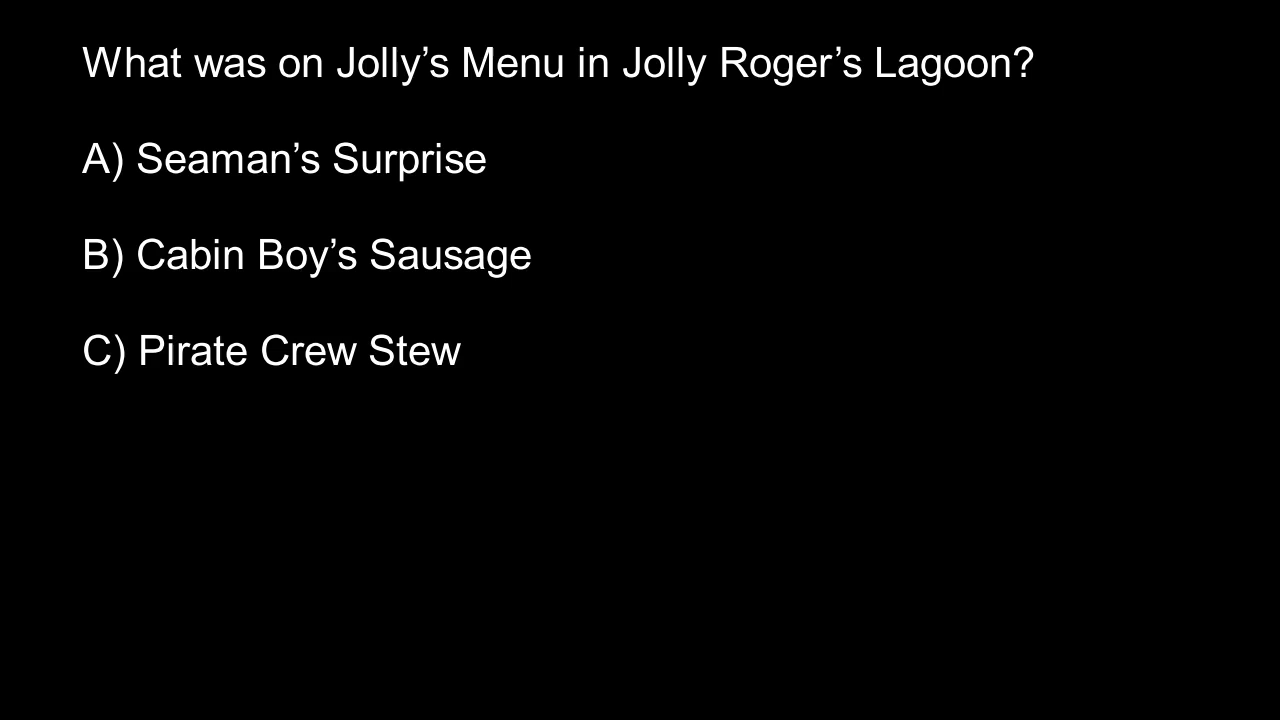 What was on Jolly’s Menu in Jolly Roger’s Lagoon?
A) Seaman’s Surprise
B) Cabin Boy’s Sausage
C) Pirate Crew Stew